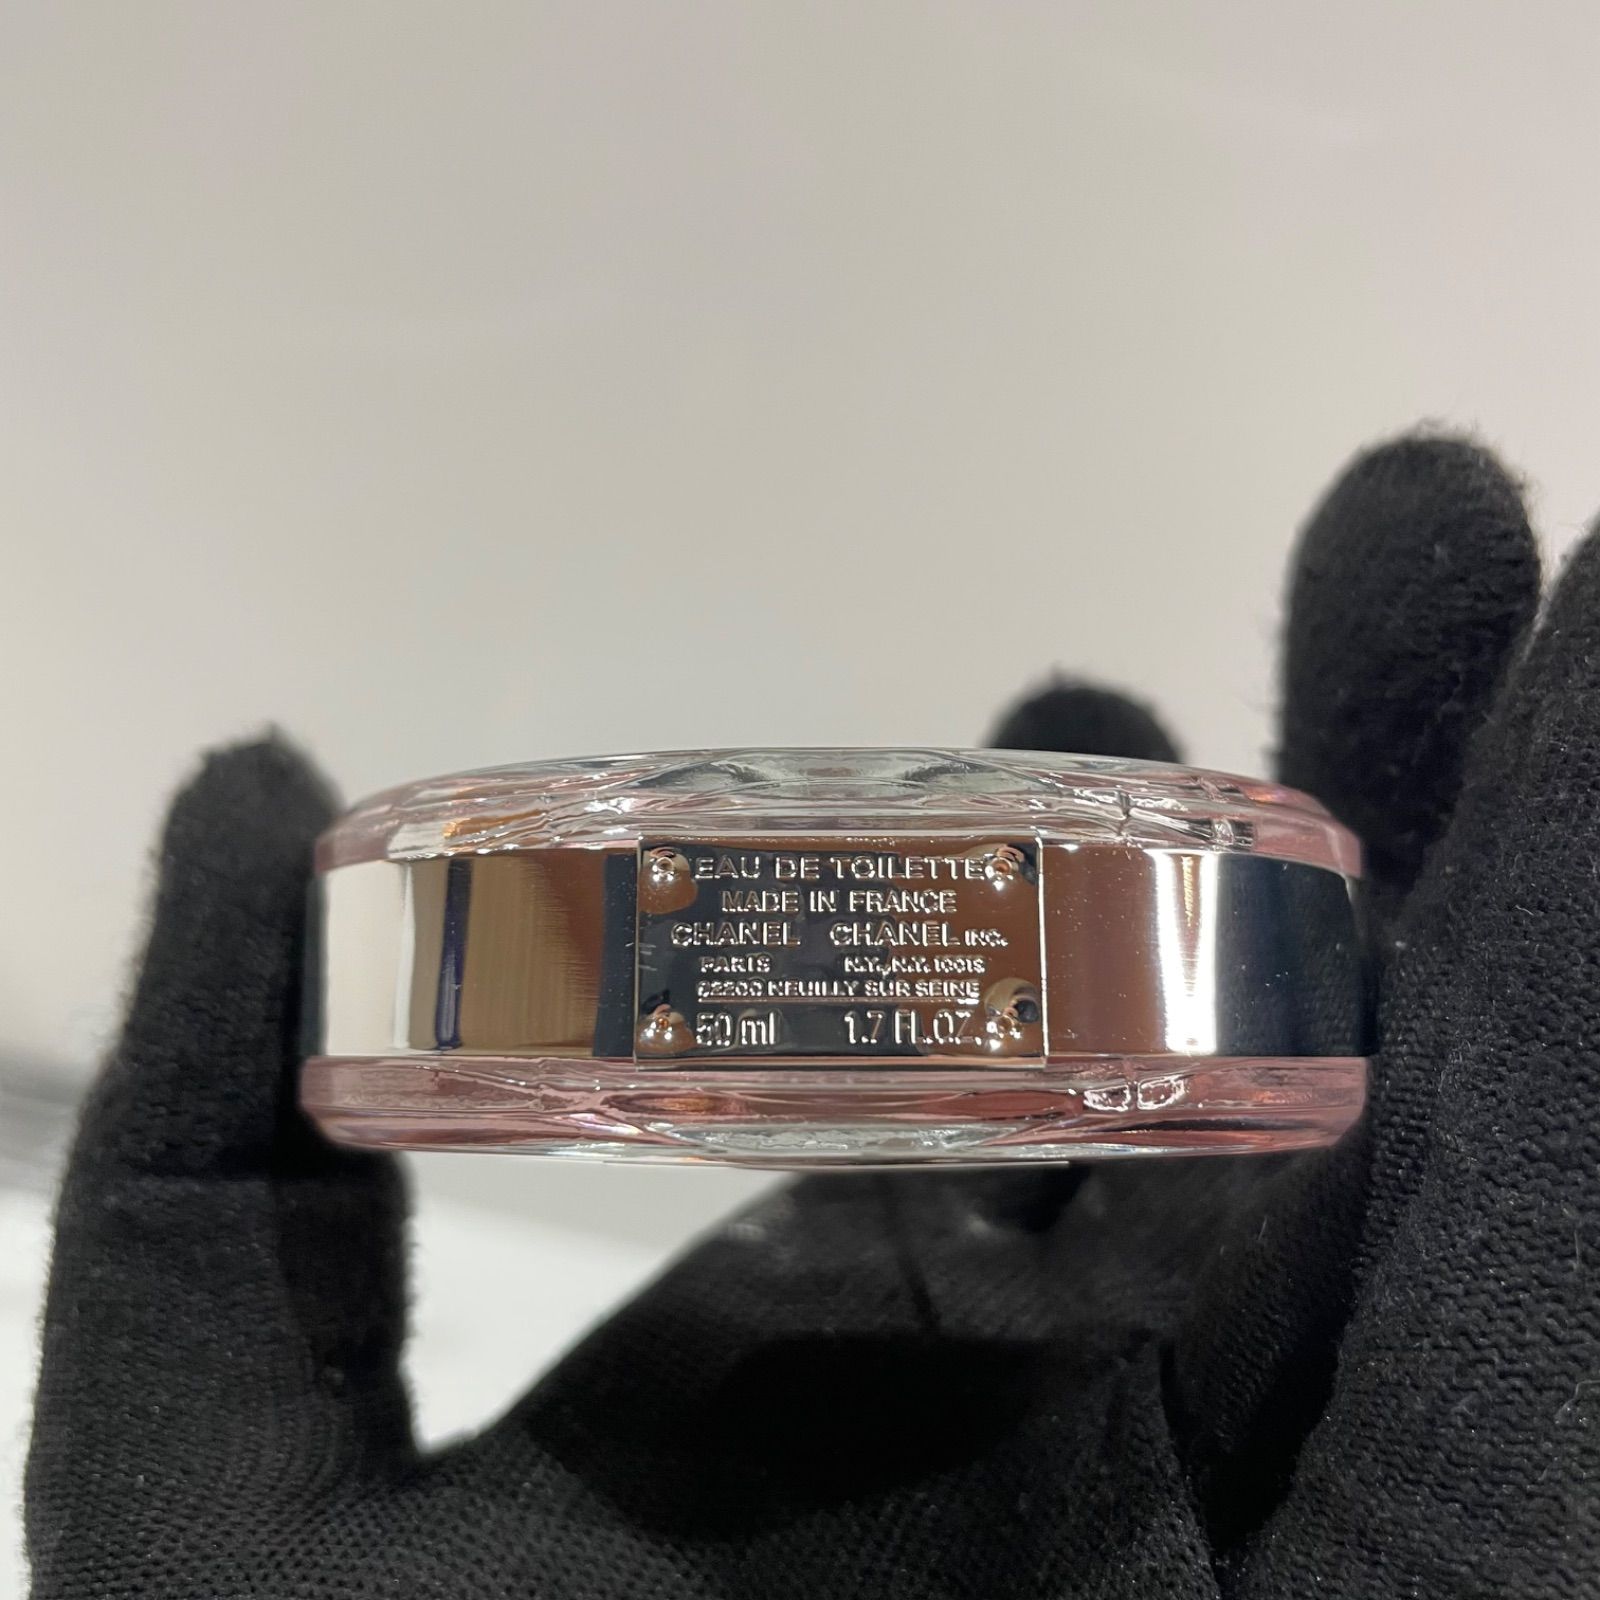 EAU DE TOILETTE
MADE IN FRANCE
CHANEL CHANEL INC.
PARIS N.Y., N.Y. 10019
92200 NEUILLY SUR SEINE
50 ml 1.7 FL.OZ.